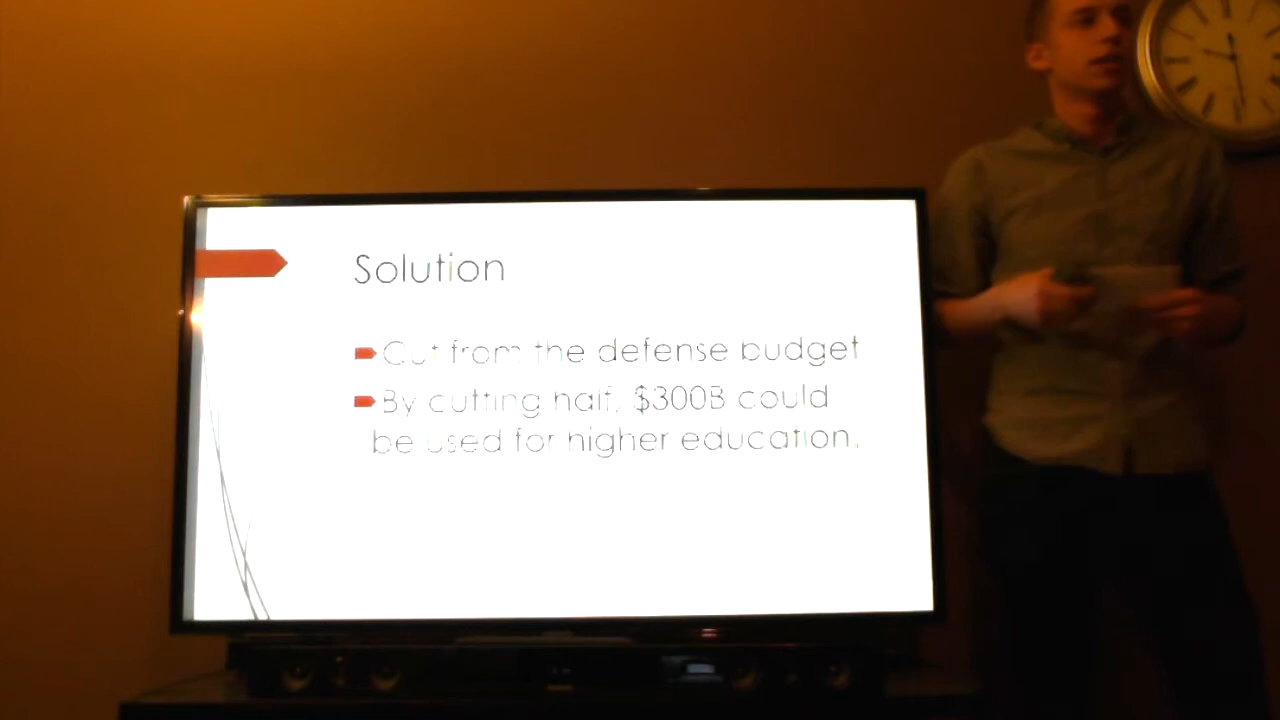 Solution
Cut from the defense budget
By cutting half, $300B could
be used for higher education.